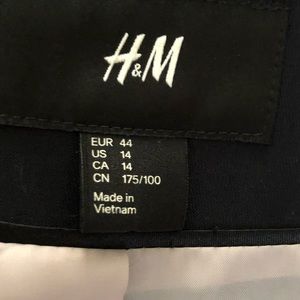 H&M
EUR 44
US 14
CA 14
CN 175/100
Made in
Vietnam